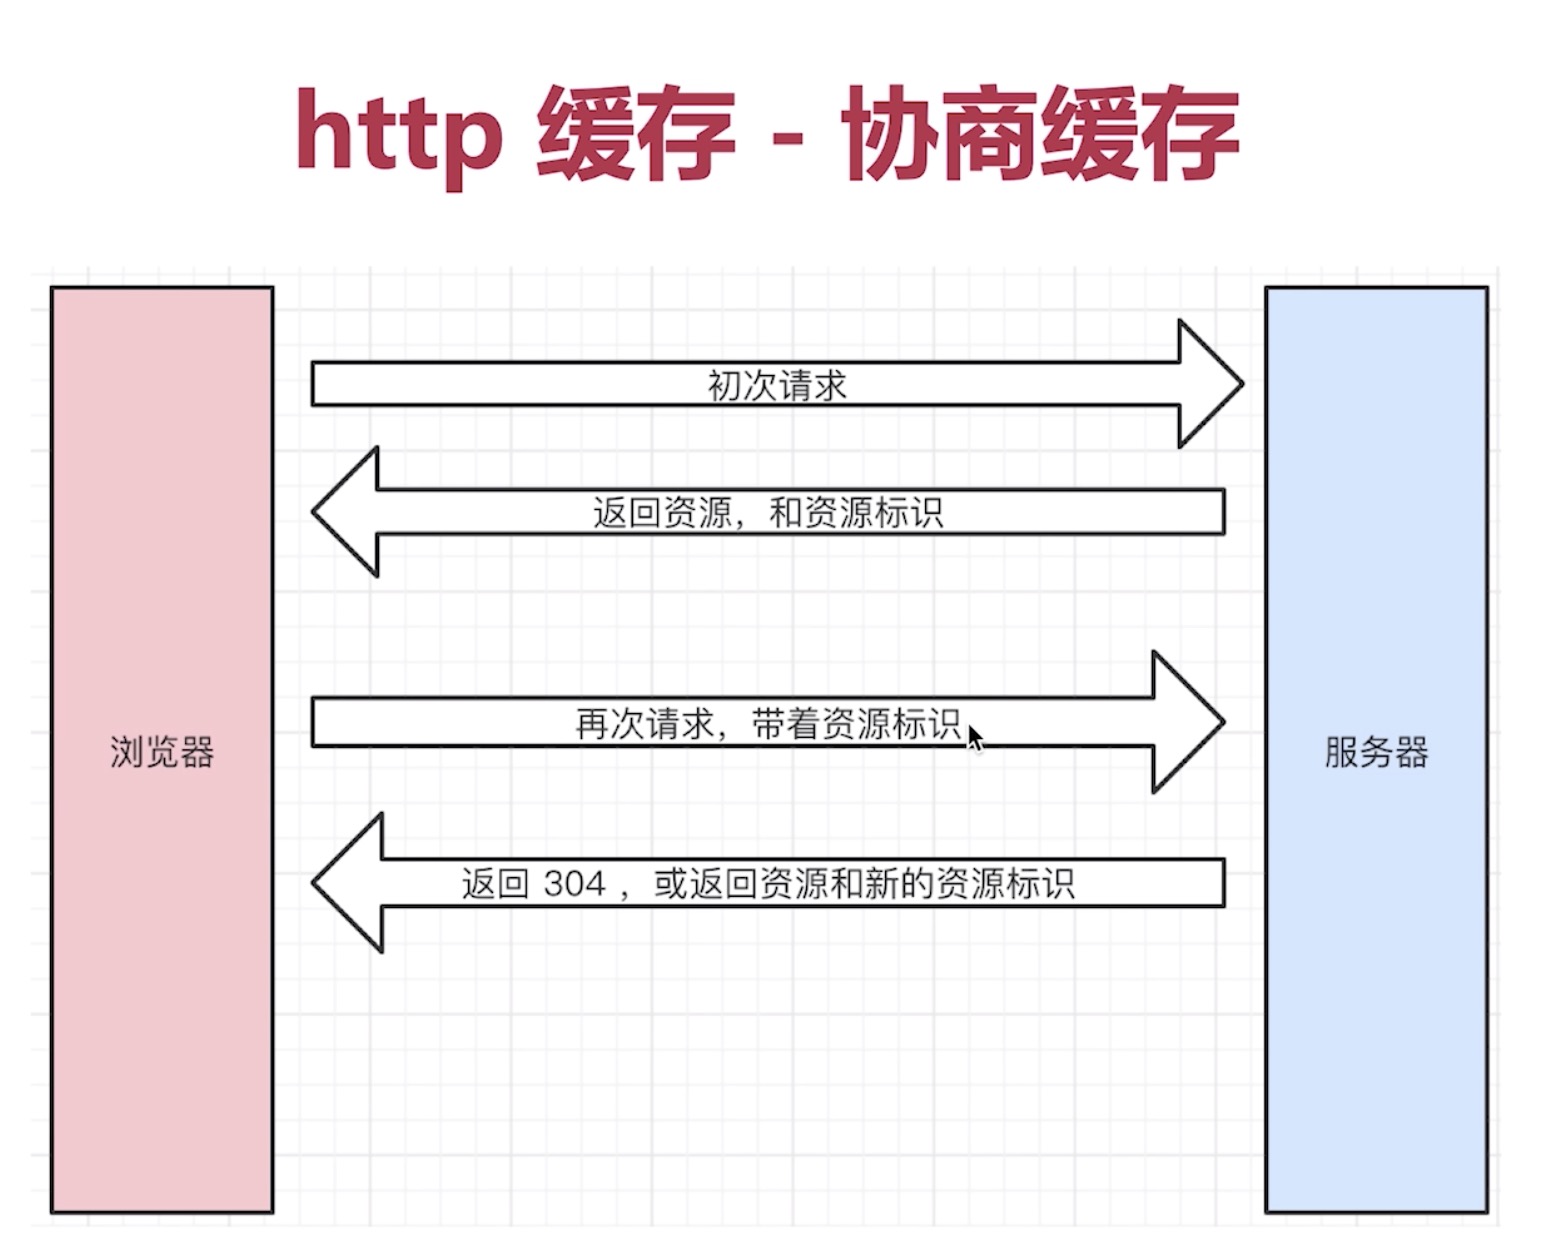 http 缓存 - 协商缓存
初次请求
返回资源，和资源标识
再次请求，带着资源标识
浏览器
服务器
返回 304 ，或返回资源和新的资源标识